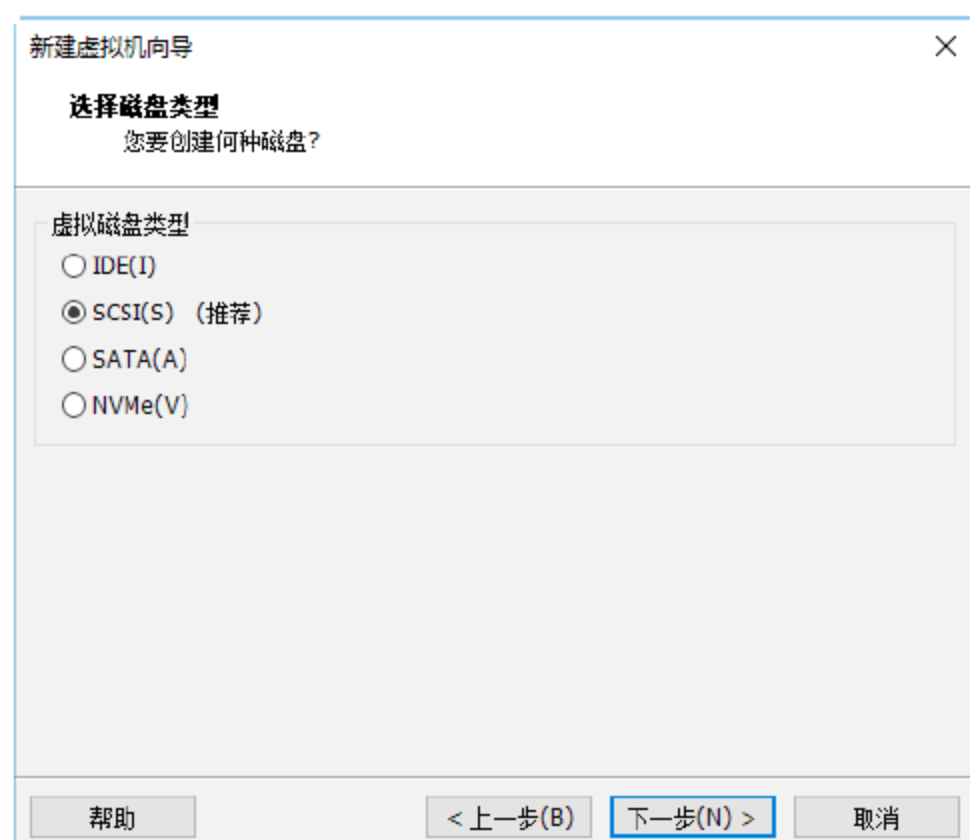 新建虚拟机向导
选择磁盘类型
您要创建何种磁盘?
虚拟磁盘类型
IDE(I)
SCSI(S) （推荐）
SATA(A)
NVMe(V)
帮助 < 上一步(B) 下一步(N) > 取消